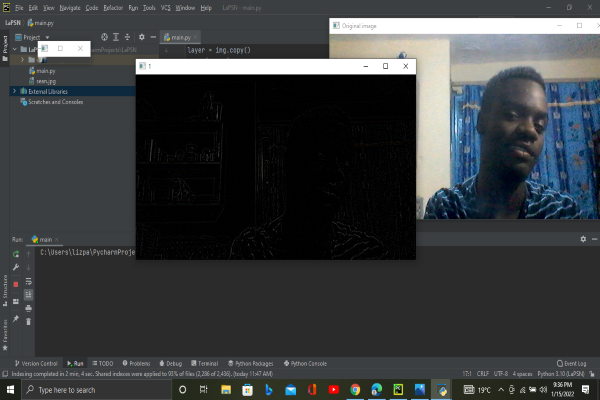 File Edit View Navigate Code Refactor Run Tools VCS Window Help LaPSN - main.py
LaPSN main.py
Original image
Project
main.py
layer = img.copy()
1
main.py
External Libraries
Scratches and Consoles
Project
Run: main
C:\Users\lizpa\PycharmProje
Structure
Favorites
Version Control Run TODO Problems Debug Terminal Python Packages Python Console Event Log
Indexing completed in 2 min, 4 sec. Shared indexes were applied to 93% of files (2,286 of 2,436). (today 11:47 AM) 17:1 CRLF UTF-8 4 spaces Python 3.10 (LaPSN)
Type here to search
19°C
9:36 PM
1/15/2022